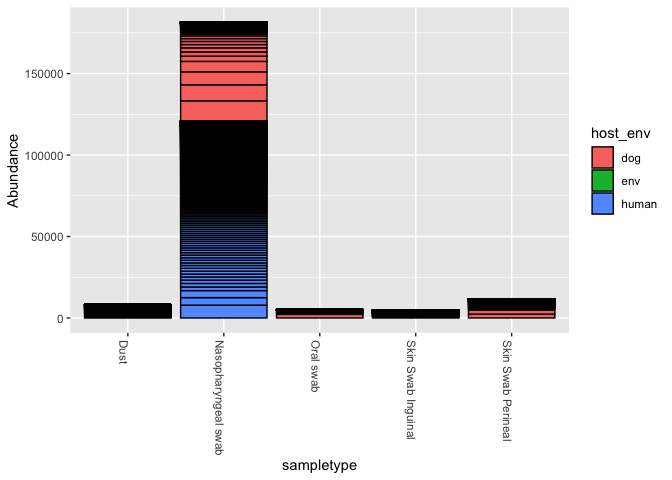 150000
100000
50000
0
Abundance
Dust
Nasopharyngeal swab
Oral swab
Skin Swab Inguinal
Skin Swab Perineal
sampletype
host_env
dog
env
human